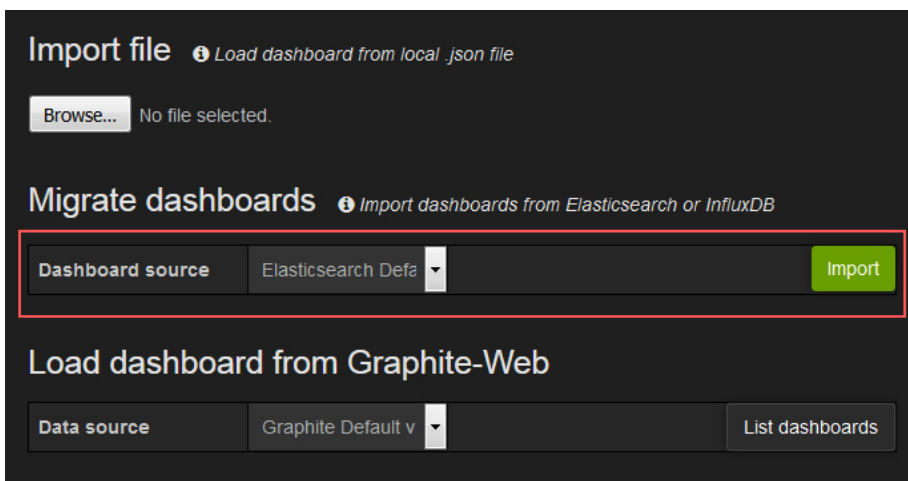 Import file Load dashboard from local .json file
Browse... No file selected.
Migrate dashboards Import dashboards from Elasticsearch or InfluxDB
Dashboard source Elasticsearch Defa Import
Load dashboard from Graphite-Web
Data source Graphite Default v List dashboards